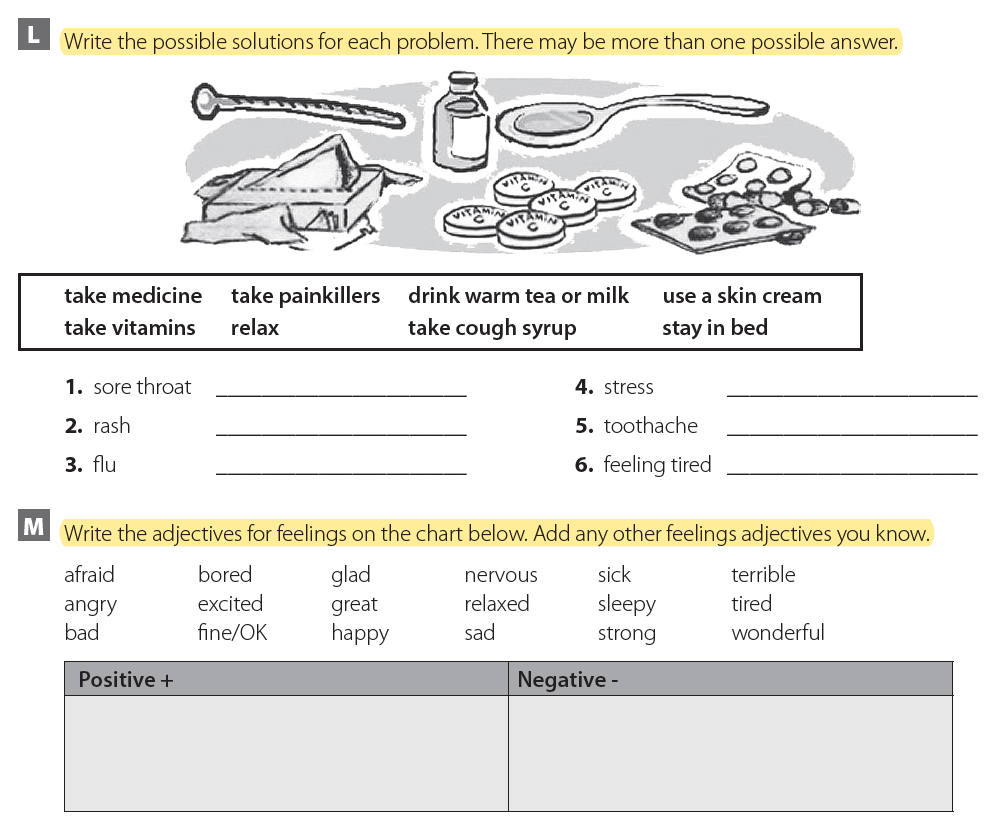 L Write the possible solutions for each problem. There may be more than one possible answer.
VITAMIN C VITAMIN C
VITAMIN C
VITAMIN C
VITAMIN C
take medicine take painkillers drink warm tea or milk use a skin cream
take vitamins relax take cough syrup stay in bed
1. sore throat ______________________ 4. stress ______________________
2. rash ______________________ 5. toothache ______________________
3. flu ______________________ 6. feeling tired ______________________
M Write the adjectives for feelings on the chart below. Add any other feelings adjectives you know.
afraid bored glad nervous sick terrible
angry excited great relaxed sleepy tired
bad fine/OK happy sad strong wonderful
Positive + Negative -